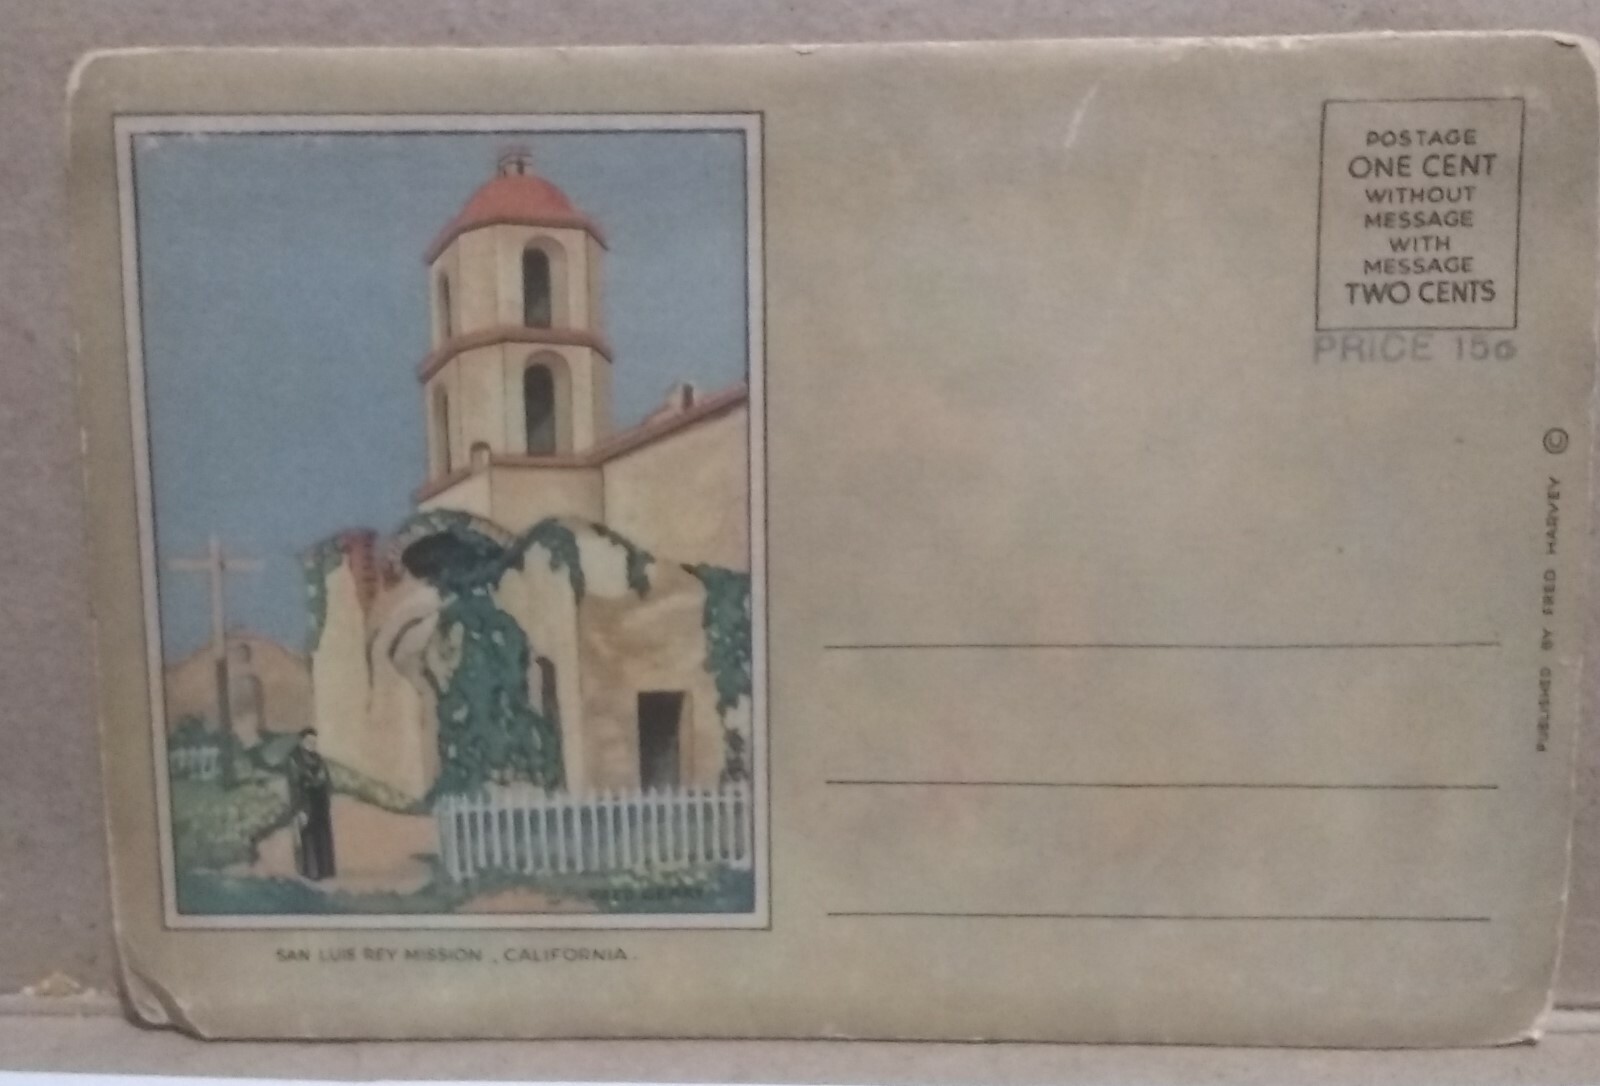 POSTAGE
ONE CENT
WITHOUT
MESSAGE
WITH
MESSAGE
TWO CENTS
PRICE 15¢
PUBLISHED BY FRED HARVEY ©
SAN LUIS REY MISSION, CALIFORNIA.